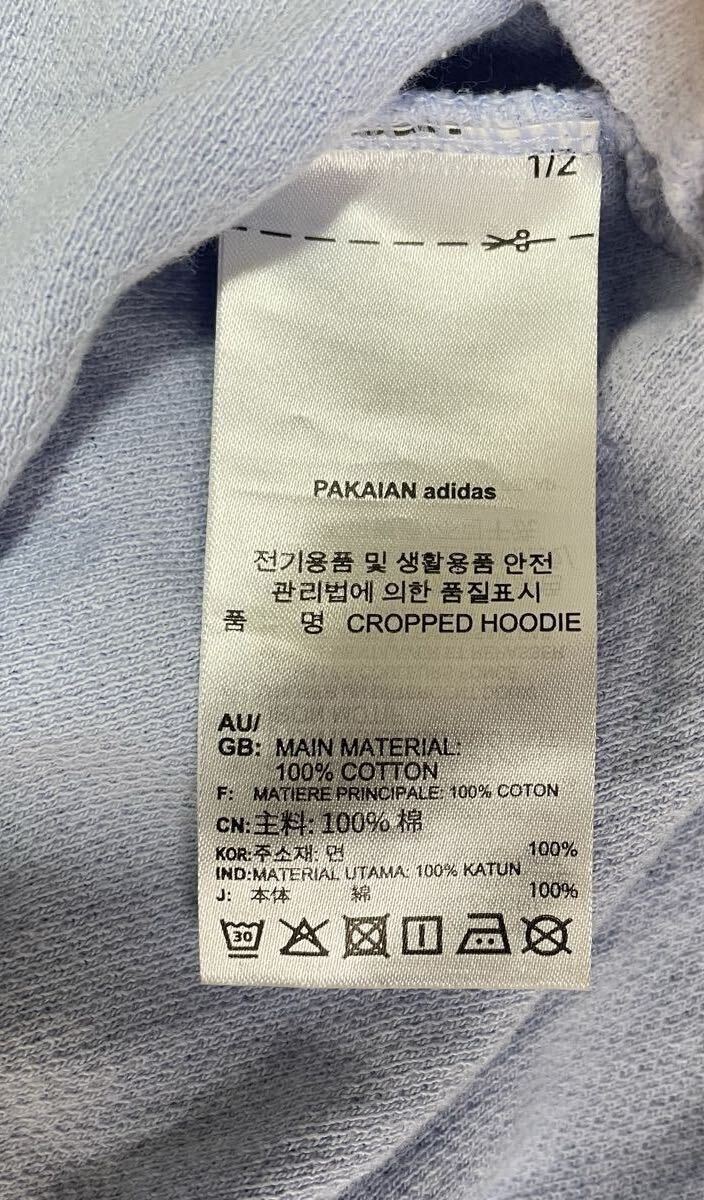 1/2
PAKAIAN adidas
전기용품 및 생활용품 안전
관리법에 의한 품질표시
품 명 CROPPED HOODIE
AU/
GB: MAIN MATERIAL:
100% COTTON
F: MATIERE PRINCIPALE: 100% COTON
CN:主料: 100% 棉
KOR:주소재: 면 100%
IND:MATERIAL UTAMA: 100% KATUN
J: 本体 綿 100%
30